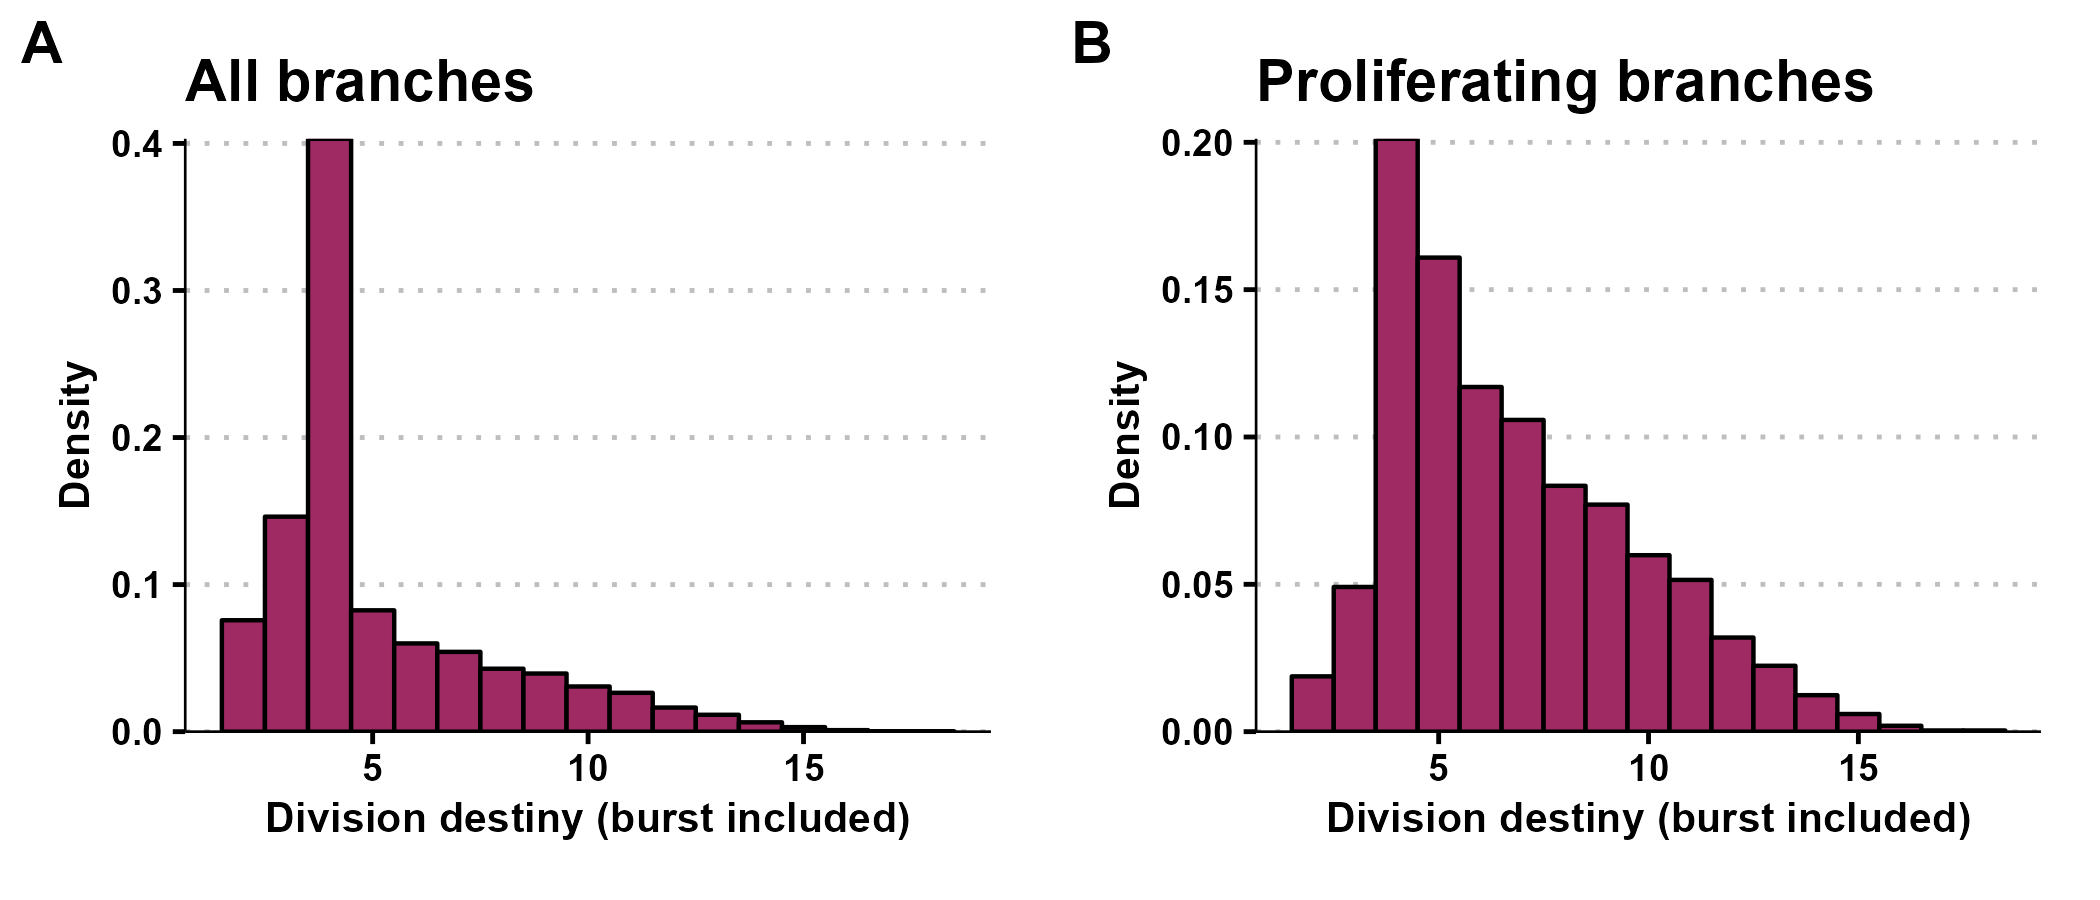 A
All branches
0.4
0.3
0.2
0.1
0.0
Density
5 10 15
Division destiny (burst included)
B
Proliferating branches
0.20
0.15
0.10
0.05
0.00
Density
5 10 15
Division destiny (burst included)